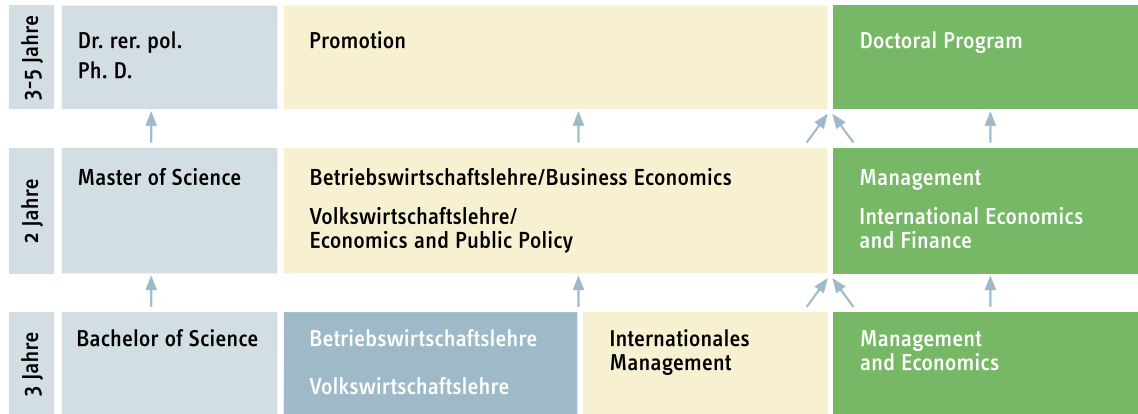 3-5 Jahre
Dr. rer. pol.
Ph. D.
Promotion
Doctoral Program
2 Jahre
Master of Science
Betriebswirtschaftslehre/Business Economics
Volkswirtschaftslehre/
Economics and Public Policy
Management
International Economics
and Finance
3 Jahre
Bachelor of Science
Betriebswirtschaftslehre
Volkswirtschaftslehre
Internationales
Management
Management
and Economics